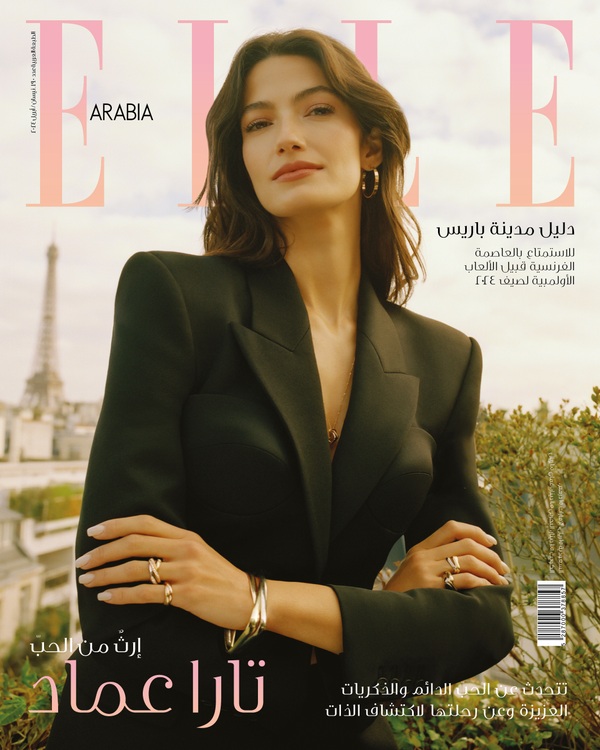 ELLE
ARABIA
دليل مدينة باريس
للاستمتاع بالعاصمة
الفرنسية قبيل الألعاب
الأولمبية لصيف ٢٠٢٤
إرثٌ من الحبّ
تارا عماد
تتحدث عن الحب الدائم والذكريات
العزيزة وعن رحلتها لاكتشاف الذات